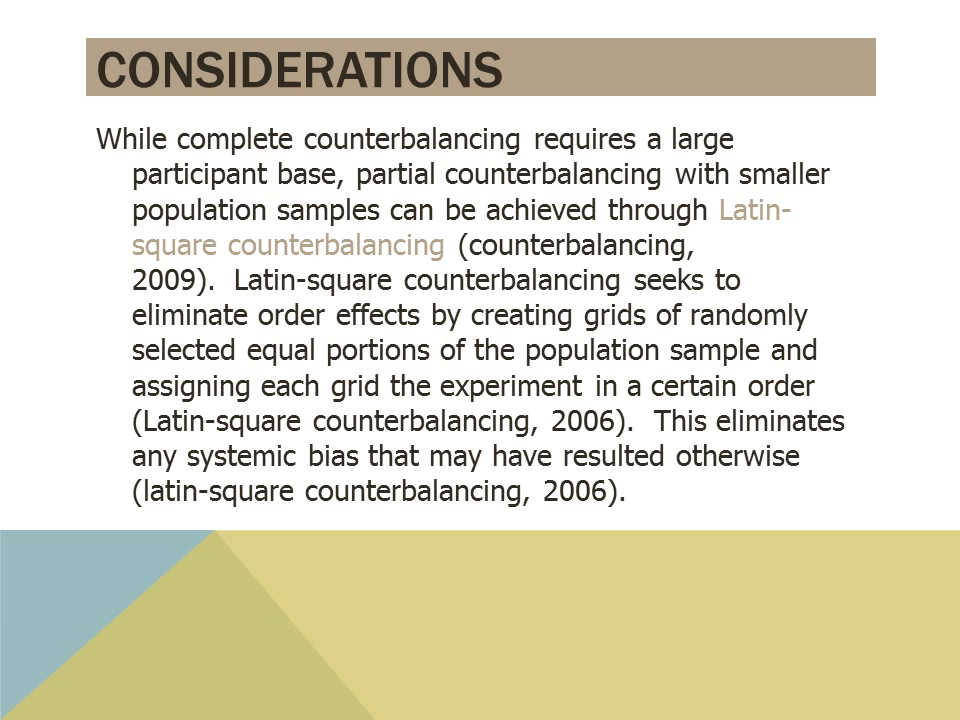 CONSIDERATIONS
While complete counterbalancing requires a large
participant base, partial counterbalancing with smaller
population samples can be achieved through Latin-
square counterbalancing (counterbalancing,
2009).  Latin-square counterbalancing seeks to
eliminate order effects by creating grids of randomly
selected equal portions of the population sample and
assigning each grid the experiment in a certain order
(Latin-square counterbalancing, 2006).  This eliminates
any systemic bias that may have resulted otherwise
(latin-square counterbalancing, 2006).